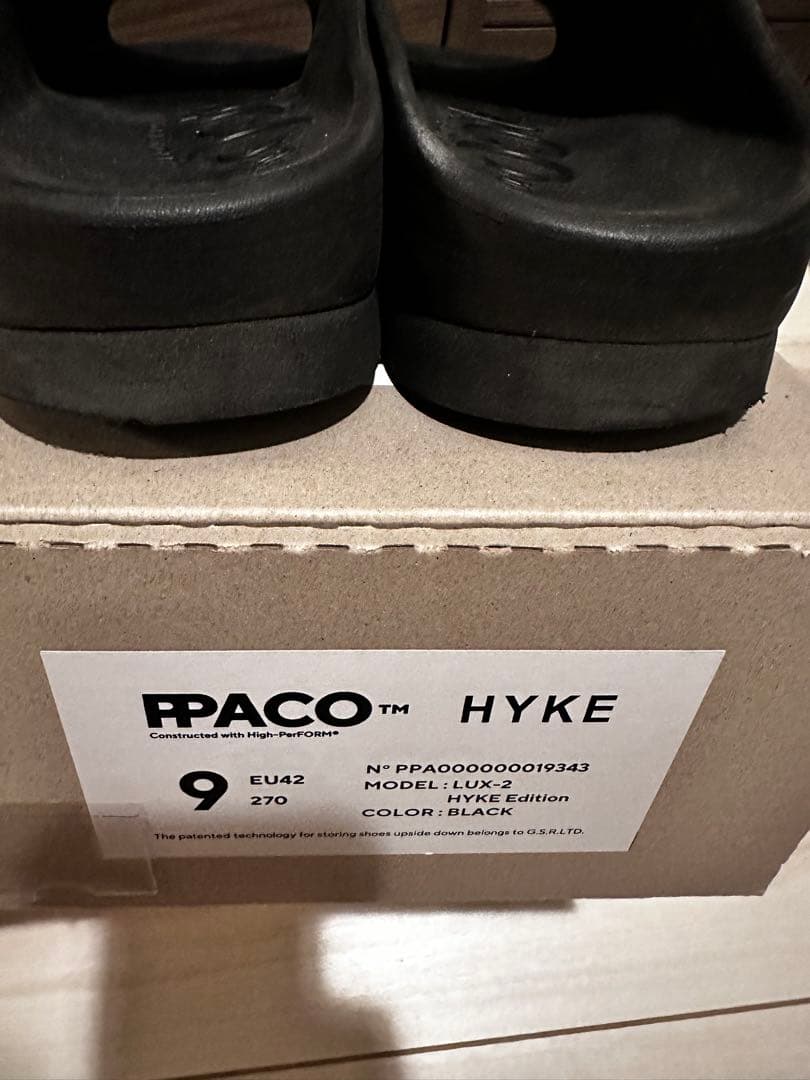 PPACO™ HYKE
Constructed with High-PerFORM®
9 EU42
270
N° PPA000000019343
MODEL : LUX-2
HYKE Edition
COLOR : BLACK
The patented technology for storing shoes upside down belongs to G.S.R.LTD.